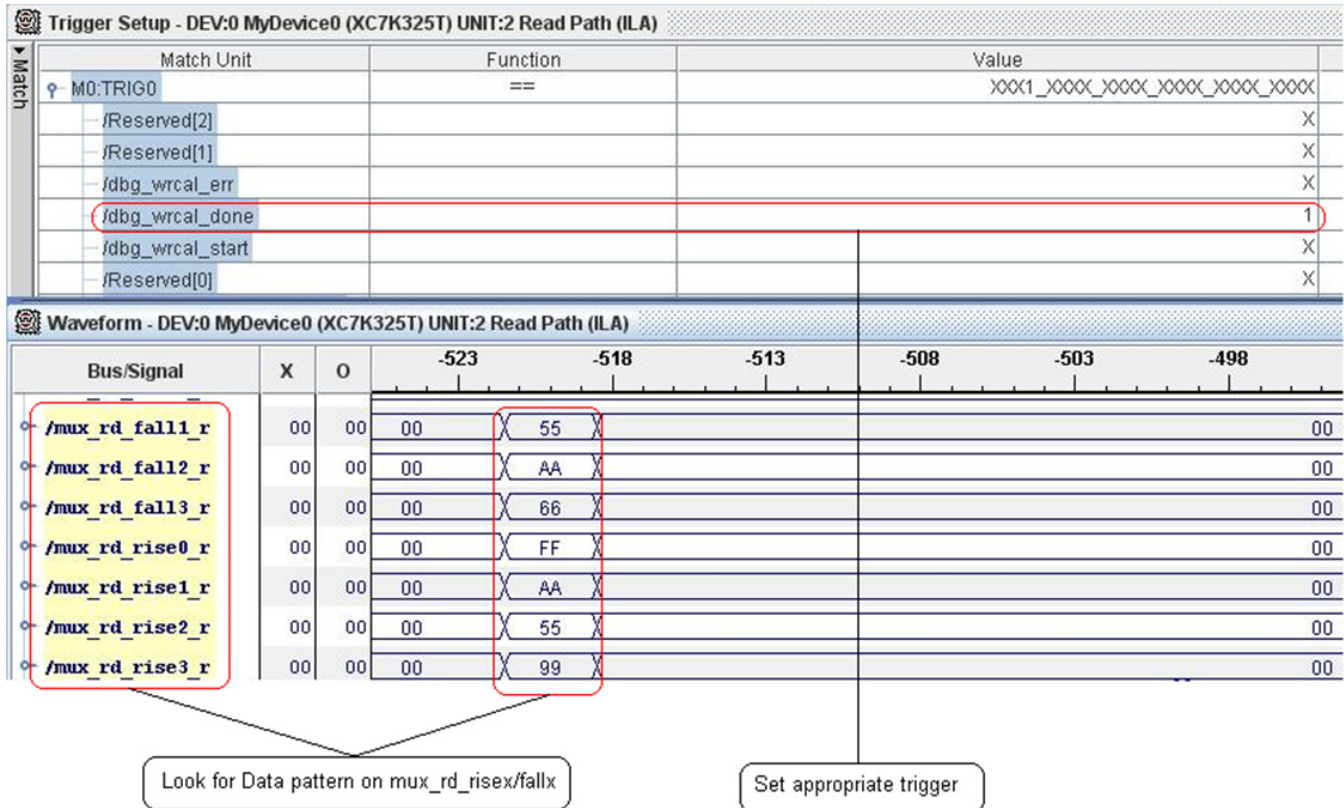 Trigger Setup - DEV:0 MyDevice0 (XC7K325T) UNIT:2 Read Path (ILA)
Match
Match Unit Function Value
M0:TRIG0 == XXX1_XXXX_XXXX_XXXX_XXXX_XXXX
/Reserved[2] X
/Reserved[1] X
/dbg_wrcal_err X
/dbg_wrcal_done 1
/dbg_wrcal_start X
/Reserved[0] X
Waveform - DEV:0 MyDevice0 (XC7K325T) UNIT:2 Read Path (ILA)
Bus/Signal X O -523 -518 -513 -508 -503 -498
/mux_rd_fall1_r 00 00 00 55 00
/mux_rd_fall2_r 00 00 00 AA 00
/mux_rd_fall3_r 00 00 00 66 00
/mux_rd_rise0_r 00 00 00 FF 00
/mux_rd_rise1_r 00 00 00 AA 00
/mux_rd_rise2_r 00 00 00 55 00
/mux_rd_rise3_r 00 00 00 99 00
Look for Data pattern on mux_rd_risex/fallx
Set appropriate trigger